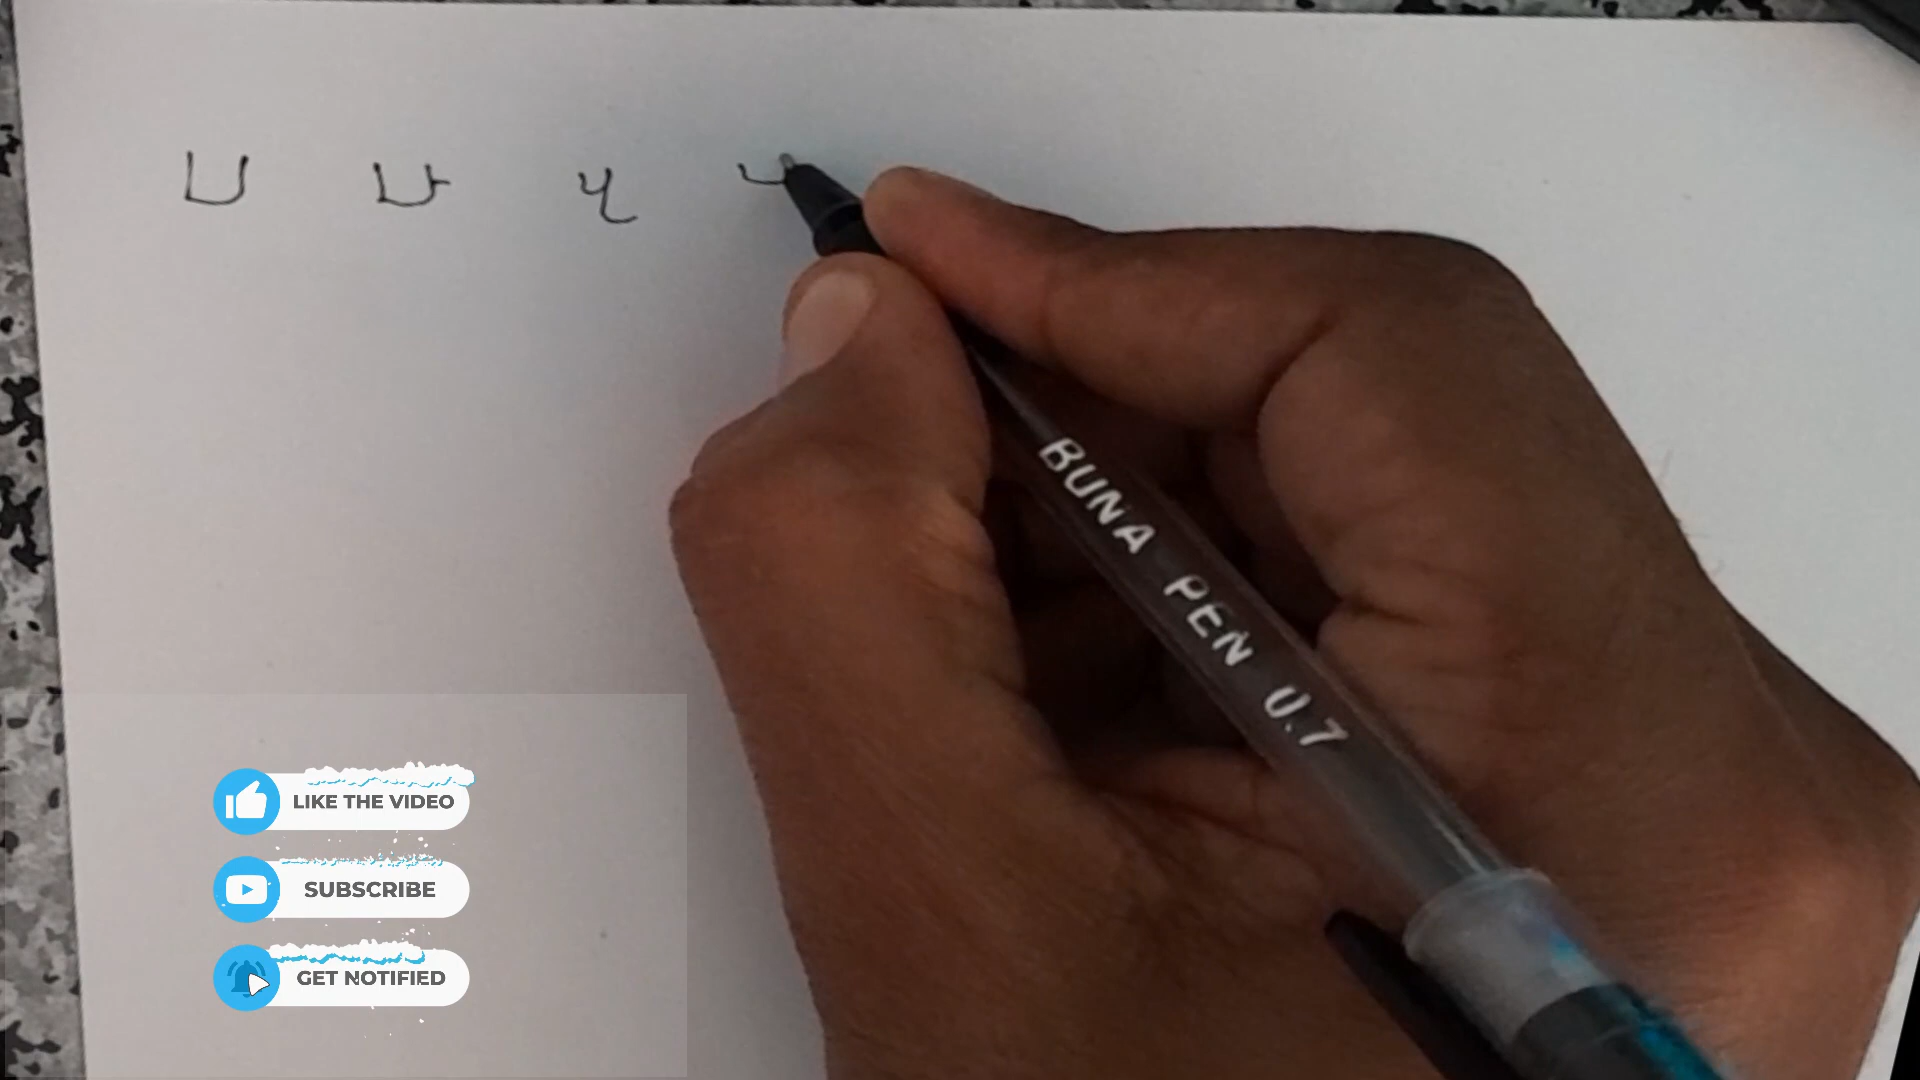 ሀ ሁ ሂ
BUNA PEN 0.7
LIKE THE VIDEO
SUBSCRIBE
GET NOTIFIED